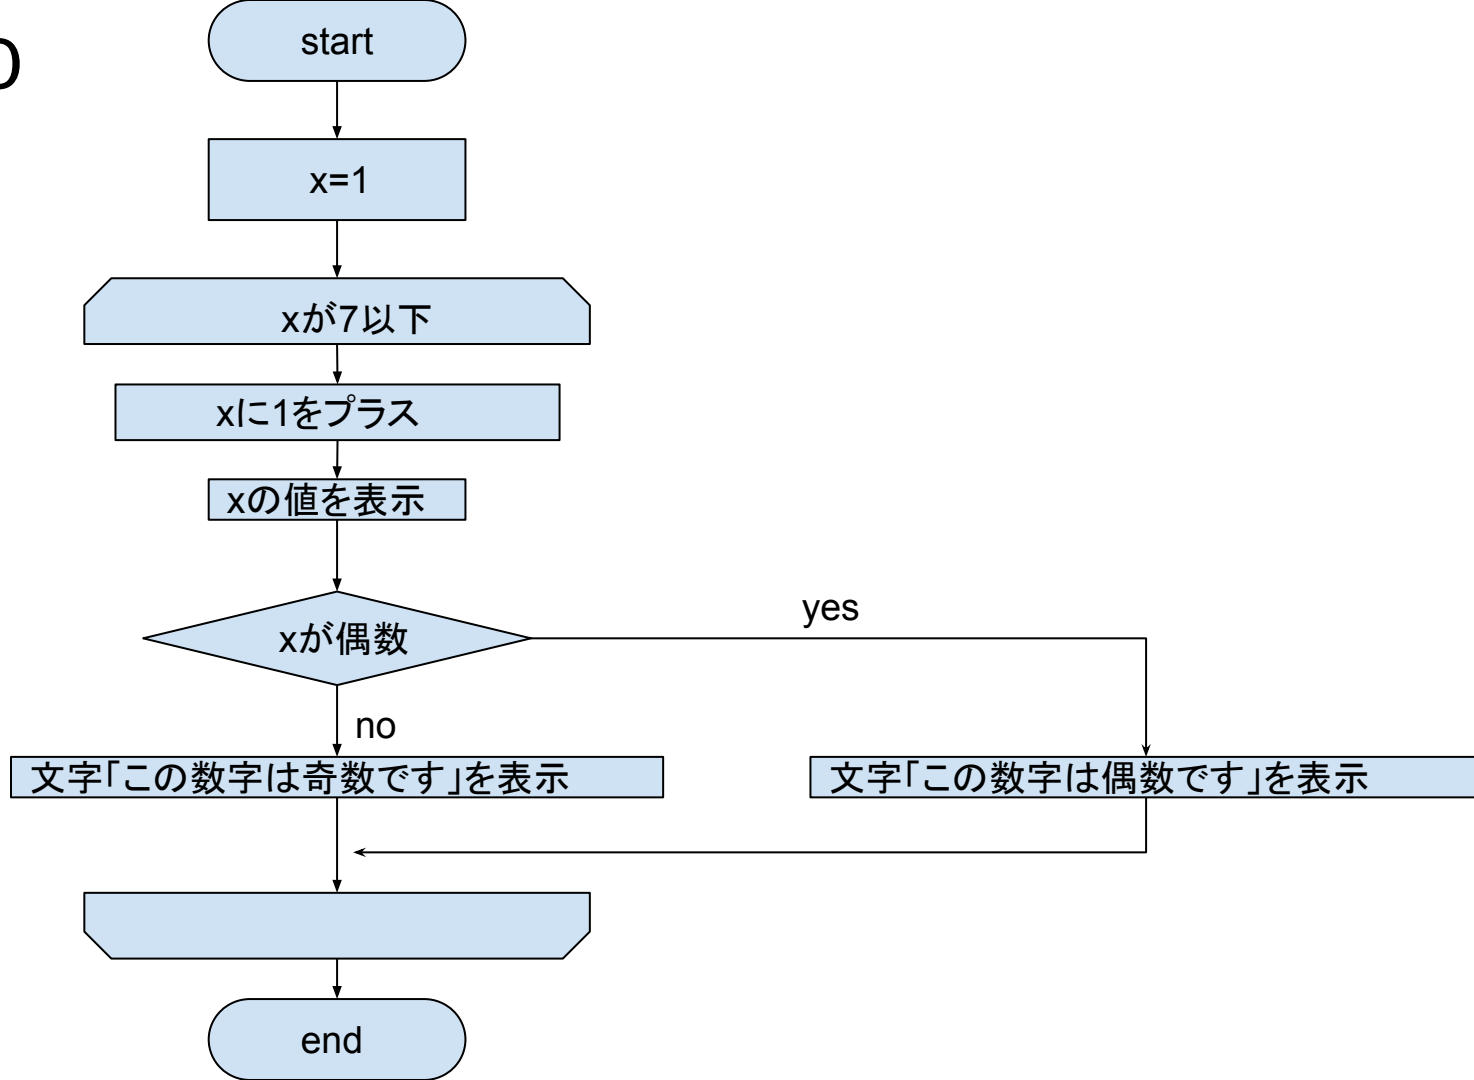 start
x=1
xが7以下
xに1をプラス
xの値を表示
xが偶数
yes
no
文字「この数字は奇数です」を表示
文字「この数字は偶数です」を表示
end